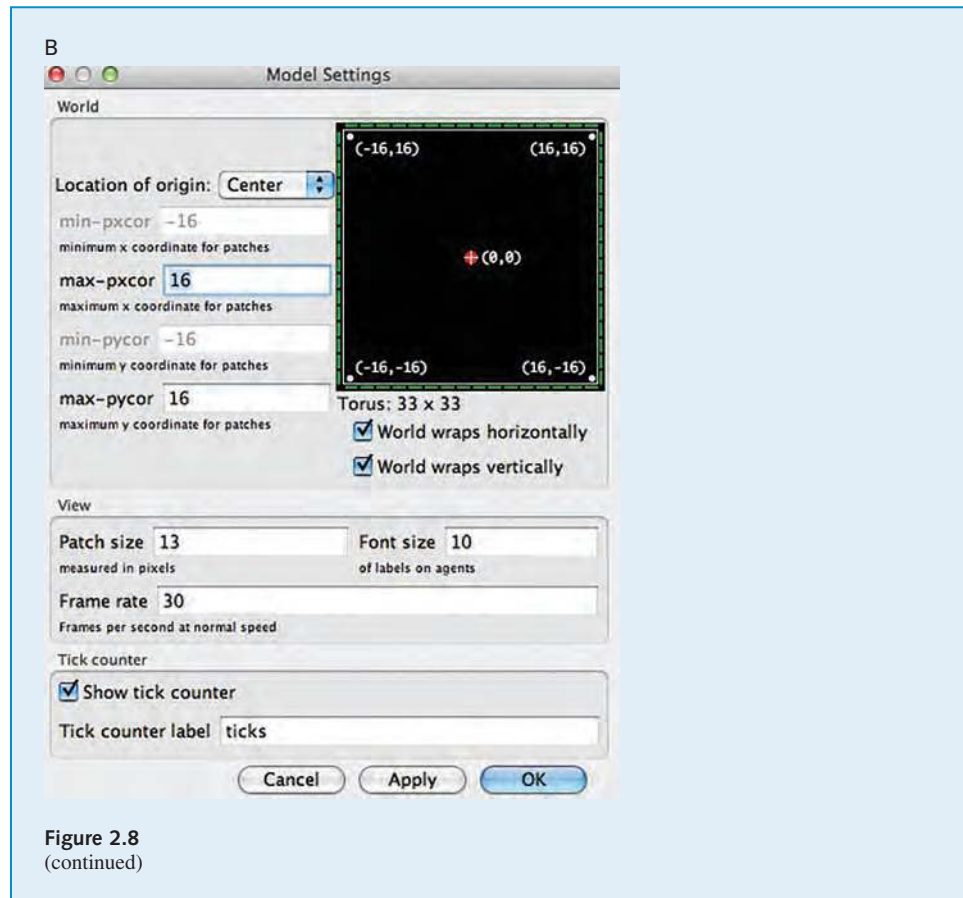 B
Model Settings
World
(-16,16) (16,16)
Location of origin: Center
min-pxcor -16
minimum x coordinate for patches
(0,0)
max-pxcor 16
maximum x coordinate for patches
min-pycor -16
minimum y coordinate for patches
(-16,-16) (16,-16)
max-pycor 16
maximum y coordinate for patches
Torus: 33 x 33
World wraps horizontally
World wraps vertically
View
Patch size 13 Font size 10
measured in pixels of labels on agents
Frame rate 30
Frames per second at normal speed
Tick counter
Show tick counter
Tick counter label ticks
Cancel Apply OK
Figure 2.8
(continued)